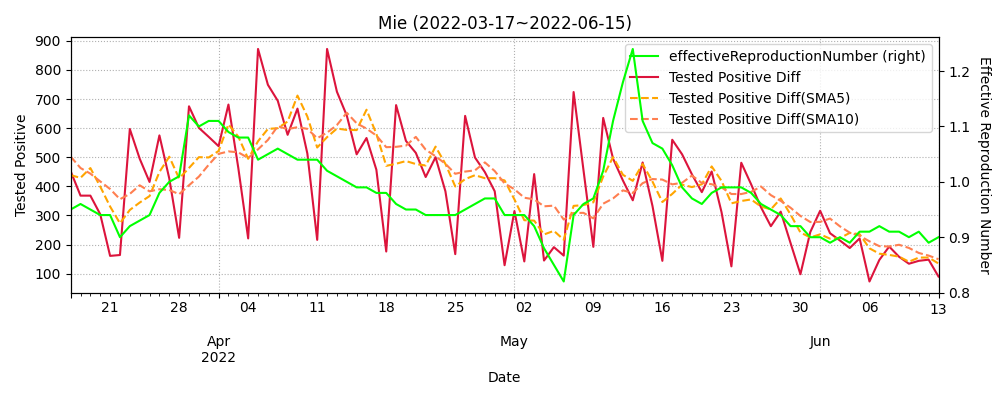 Mie (2022-03-17~2022-06-15)
900
800
700
600
500
400
300
200
100
Tested Positive
effectiveReproductionNumber (right)
Tested Positive Diff
Tested Positive Diff(SMA5)
Tested Positive Diff(SMA10)
1.2
1.1
1.0
0.9
0.8
Effective Reproduction Number
21 28 04 11 18 25 02 09 16 23 30 06 13
Apr May Jun
2022
Date